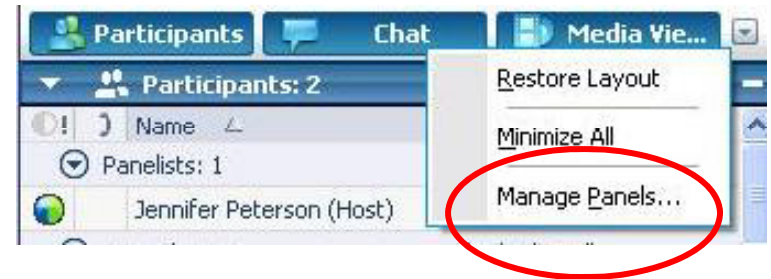 Participants Chat Media Vie...
Participants: 2
Restore Layout
! Name
Minimize All
Panelists: 1
Manage Panels...
Jennifer Peterson (Host)